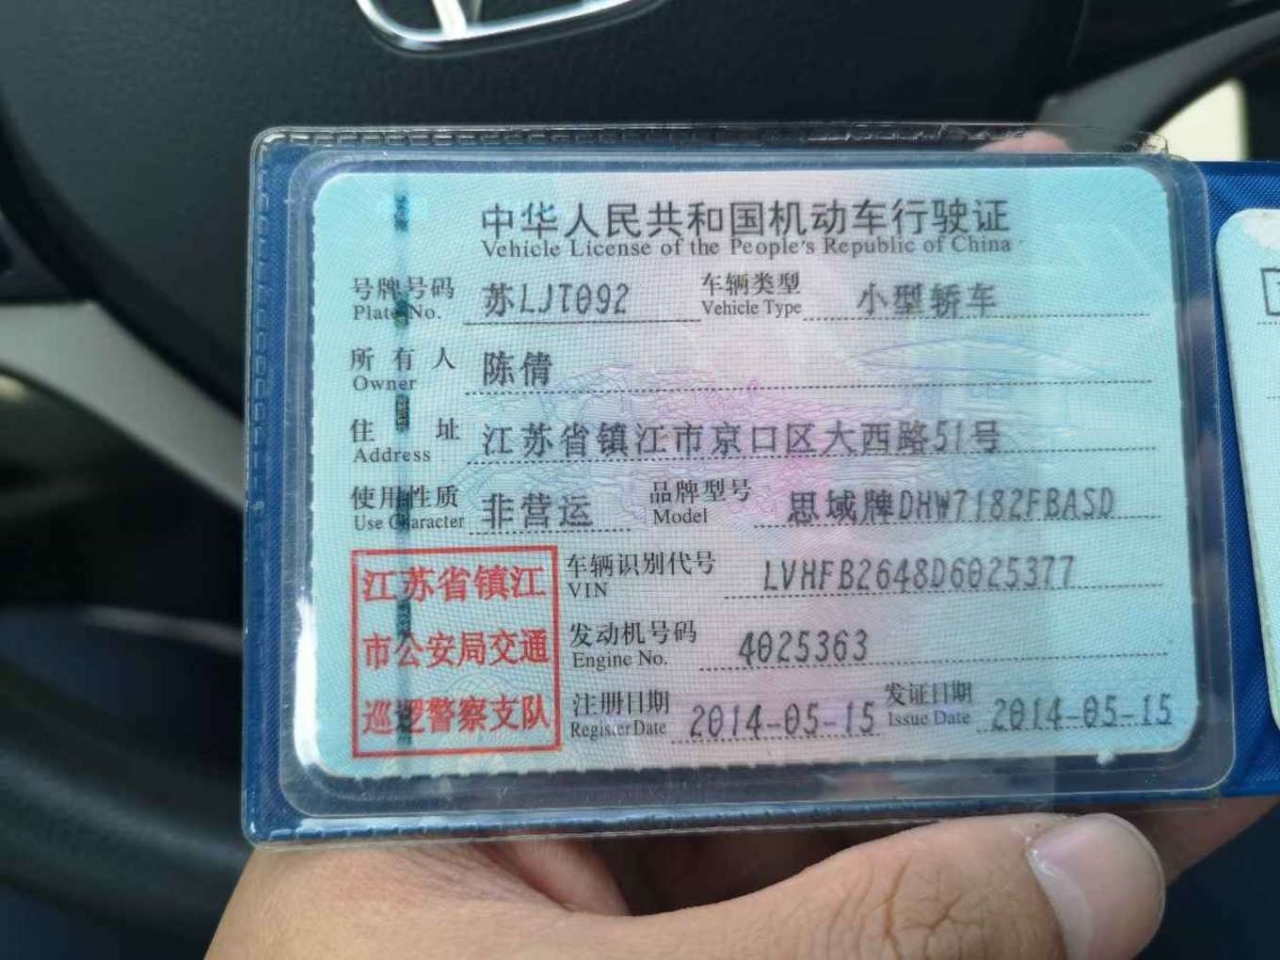 中华人民共和国机动车行驶证
Vehicle License of the People's Republic of China
号牌号码 苏LJT092 车辆类型 小型轿车
Plate No. Vehicle Type
所有人 陈倩
Owner
住址 江苏省镇江市京口区大西路51号
Address
使用性质 非营运 品牌型号 思域牌DHW7182FBASD
Use Character Model
江苏省镇江
市公安局交通
巡逻警察支队
车辆识别代号 LVHFB2648D6025377
VIN
发动机号码 4025363
Engine No.
注册日期 2014-05-15 发证日期 2014-05-15
Register Date Issue Date